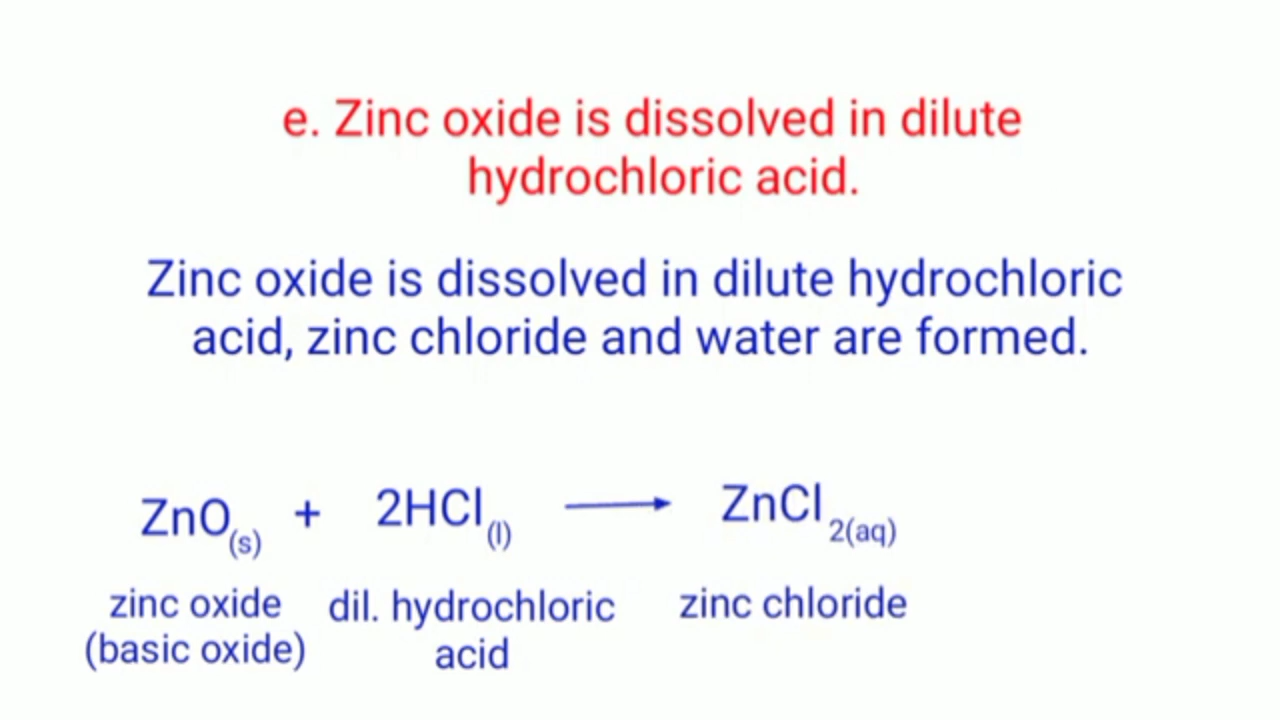 e. Zinc oxide is dissolved in dilute
hydrochloric acid.
Zinc oxide is dissolved in dilute hydrochloric
acid, zinc chloride and water are formed.
ZnO(s) + 2HCl(l) ⟶ ZnCl2(aq)
zinc oxide dil. hydrochloric zinc chloride
(basic oxide) acid